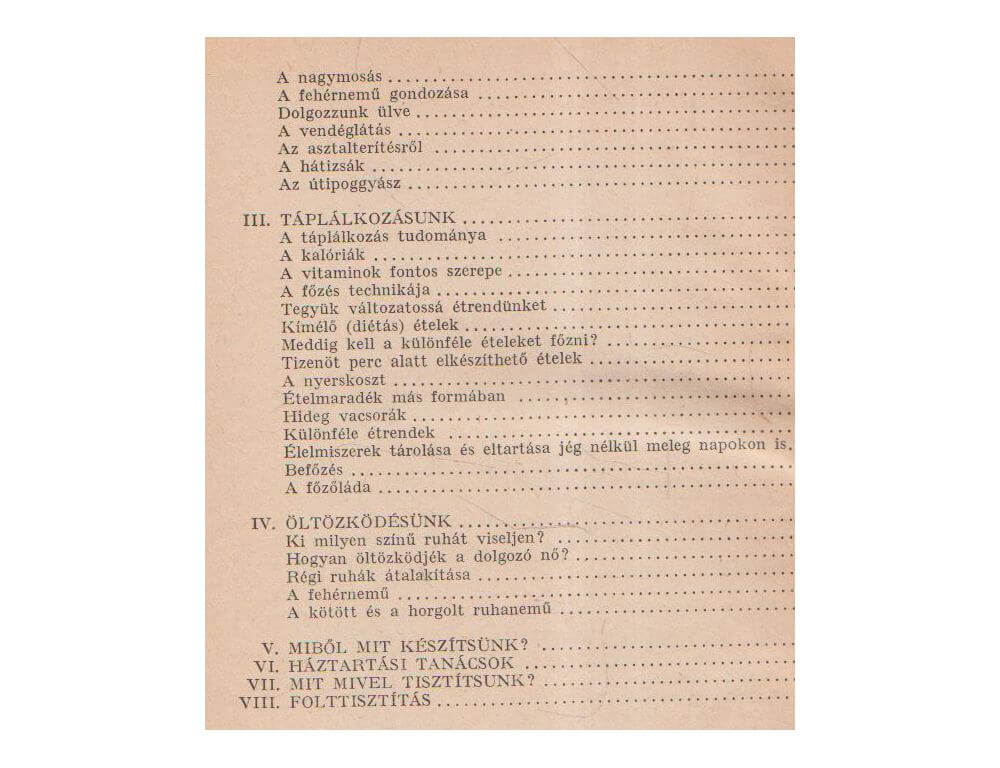 A nagymosás
A fehérnemű gondozása
Dolgozzunk ülve
A vendéglátás
Az asztalterítésről
A hátizsák
Az útipoggyász
III. TÁPLÁLKOZÁSUNK
A táplálkozás tudománya
A kalóriák
A vitaminok fontos szerepe
A főzés technikája
Tegyük változatossá étrendünket
Kímélő (diétás) ételek
Meddig kell a különféle ételeket főzni?
Tizenöt perc alatt elkészíthető ételek
A nyerskoszt
Ételmaradék más formában
Hideg vacsorák
Különféle étrendek
Élelmiszerek tárolása és eltartása jég nélkül meleg napokon is.
Befőzés
A főzőláda
IV. ÖLTÖZKÖDÉSÜNK
Ki milyen színű ruhát viseljen?
Hogyan öltözködjék a dolgozó nő?
Régi ruhák átalakítása
A fehérnemű
A kötött és a horgolt ruhanemű
V. MIBŐL MIT KÉSZÍTSÜNK?
VI. HÁZTARTÁSI TANÁCSOK
VII. MIT MIVEL TISZTÍTSUNK?
VIII. FOLTTISZTÍTÁS